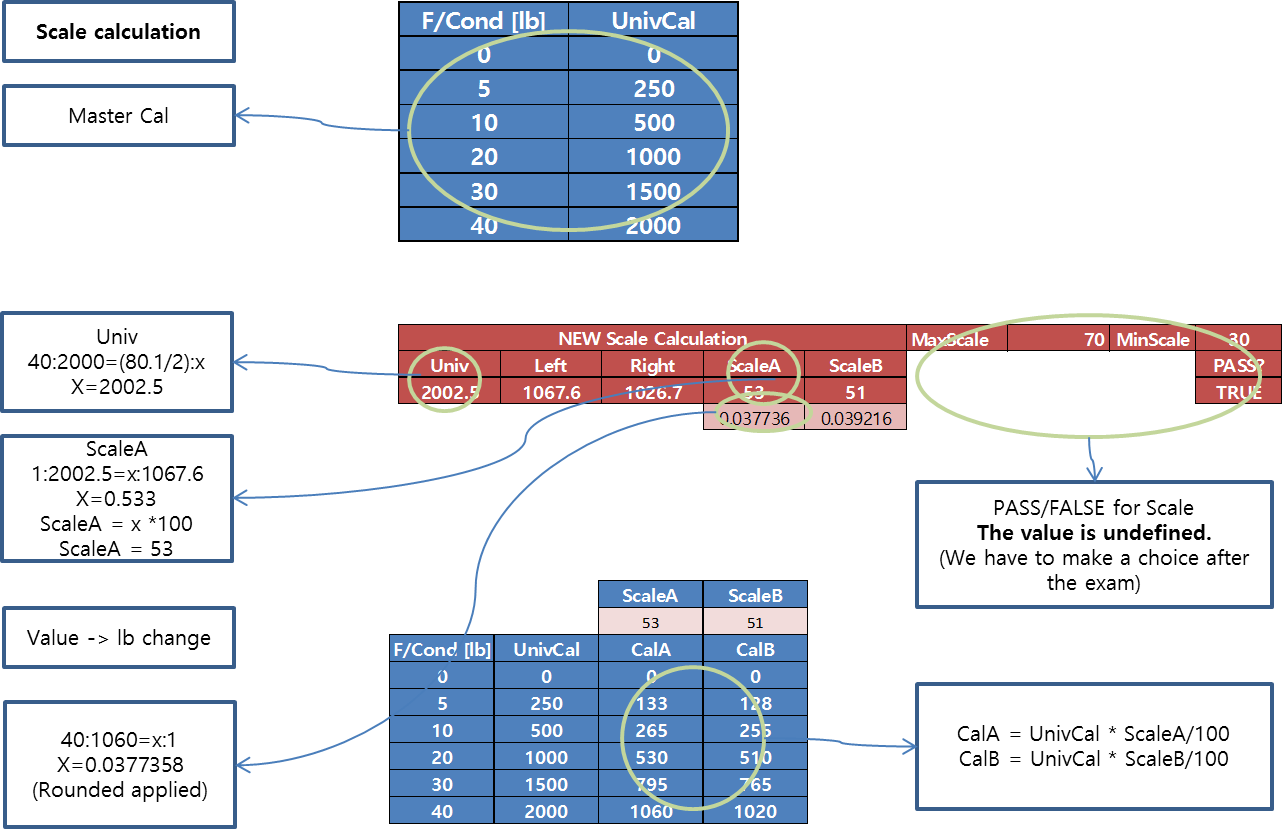 Scale calculation
F/Cond [lb] UnivCal
0 0
5 250
10 500
20 1000
30 1500
40 2000
Master Cal
Univ
40:2000=(80.1/2):x
X=2002.5
NEW Scale Calculation MaxScale 70 MinScale 30
Univ Left Right ScaleA ScaleB PASS?
2002.5 1067.6 1026.7 53 51 TRUE
0.037736 0.039216
ScaleA
1:2002.5=x:1067.6
X=0.533
ScaleA = x *100
ScaleA = 53
PASS/FALSE for Scale
The value is undefined.
(We have to make a choice after
the exam)
Value -> lb change
ScaleA ScaleB
53 51
F/Cond [lb] UnivCal CalA CalB
0 0 0 0
5 250 133 128
10 500 265 255
20 1000 530 510
30 1500 795 765
40 2000 1060 1020
40:1060=x:1
X=0.0377358
(Rounded applied)
CalA = UnivCal * ScaleA/100
CalB = UnivCal * ScaleB/100